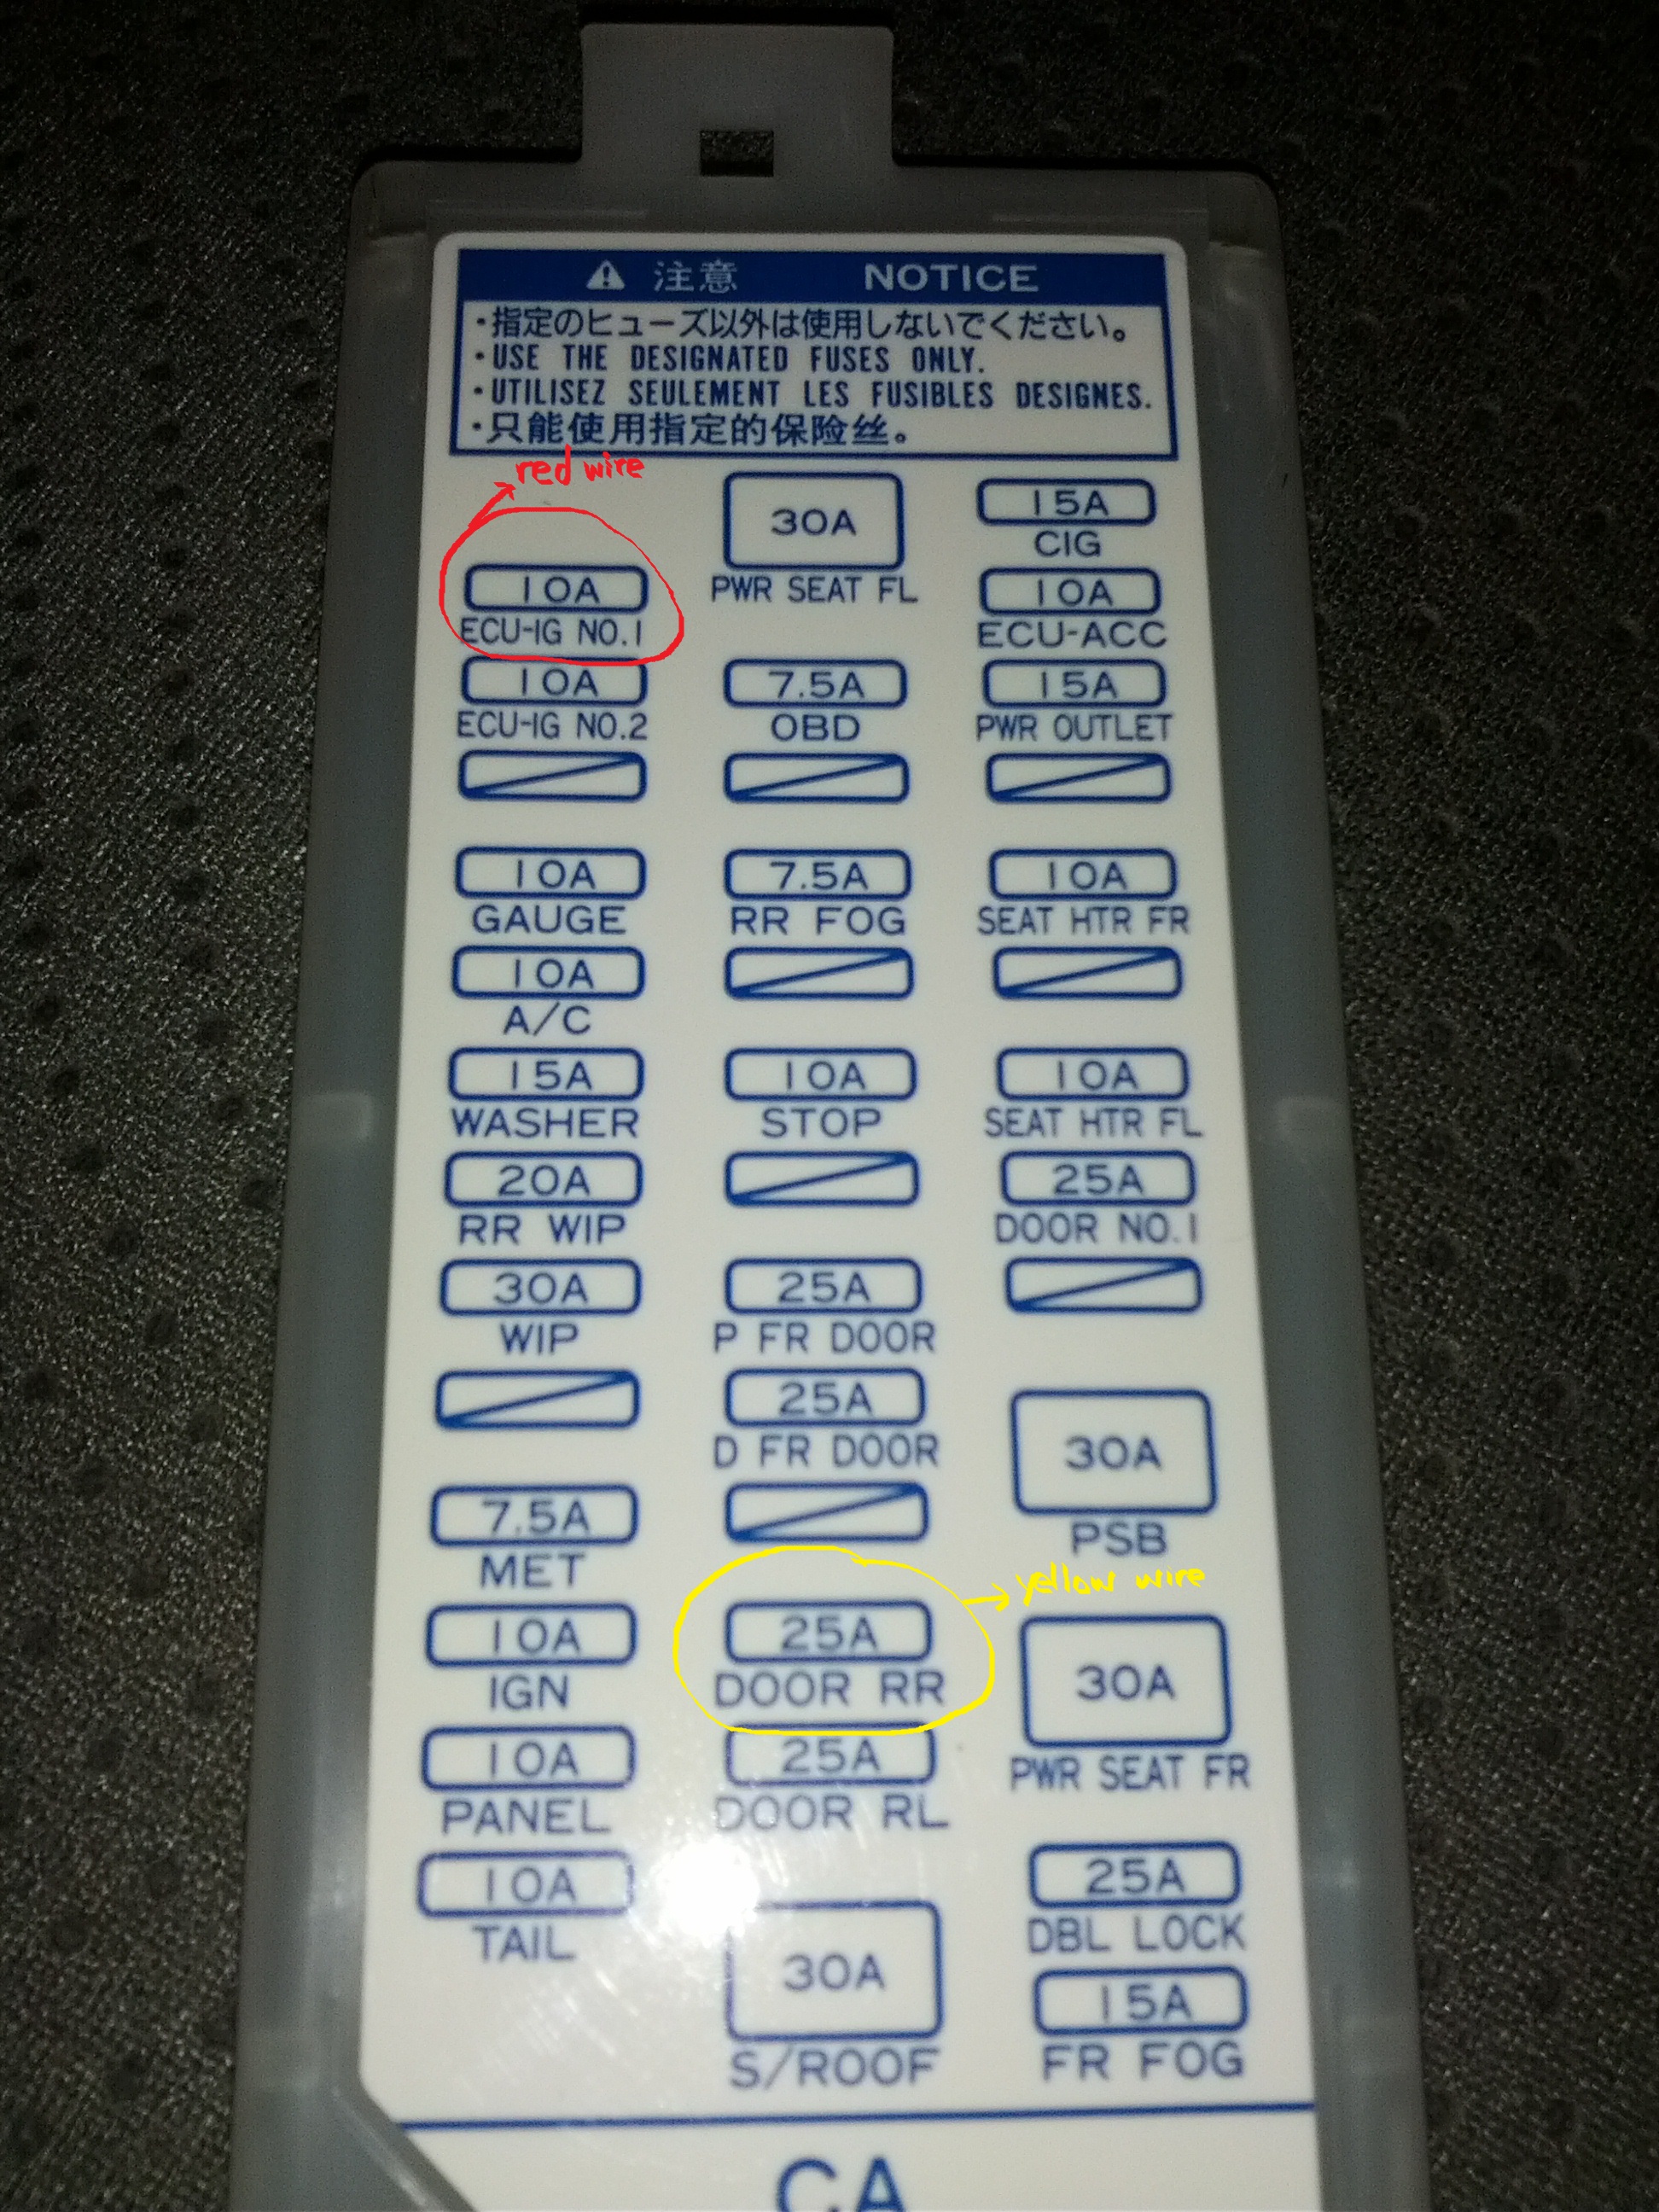 ⚠ 注意 NOTICE
・指定のヒューズ以外は使用しないでください。
・USE THE DESIGNATED FUSES ONLY.
・UTILISEZ SEULEMENT LES FUSIBLES DESIGNES.
・只能使用指定的保险丝。
red wire
10A
ECU-IG NO.1
10A
ECU-IG NO.2
10A
GAUGE
10A
A/C
15A
WASHER
20A
RR WIP
30A
WIP
7.5A
MET
10A
IGN
10A
PANEL
10A
TAIL
30A
PWR SEAT FL
7.5A
OBD
7.5A
RR FOG
10A
STOP
25A
P FR DOOR
25A
D FR DOOR
yellow wire
25A
DOOR RR
25A
DOOR RL
30A
S/ROOF
15A
CIG
10A
ECU-ACC
15A
PWR OUTLET
10A
SEAT HTR FR
10A
SEAT HTR FL
25A
DOOR NO.1
30A
PSB
30A
PWR SEAT FR
25A
DBL LOCK
15A
FR FOG
CA